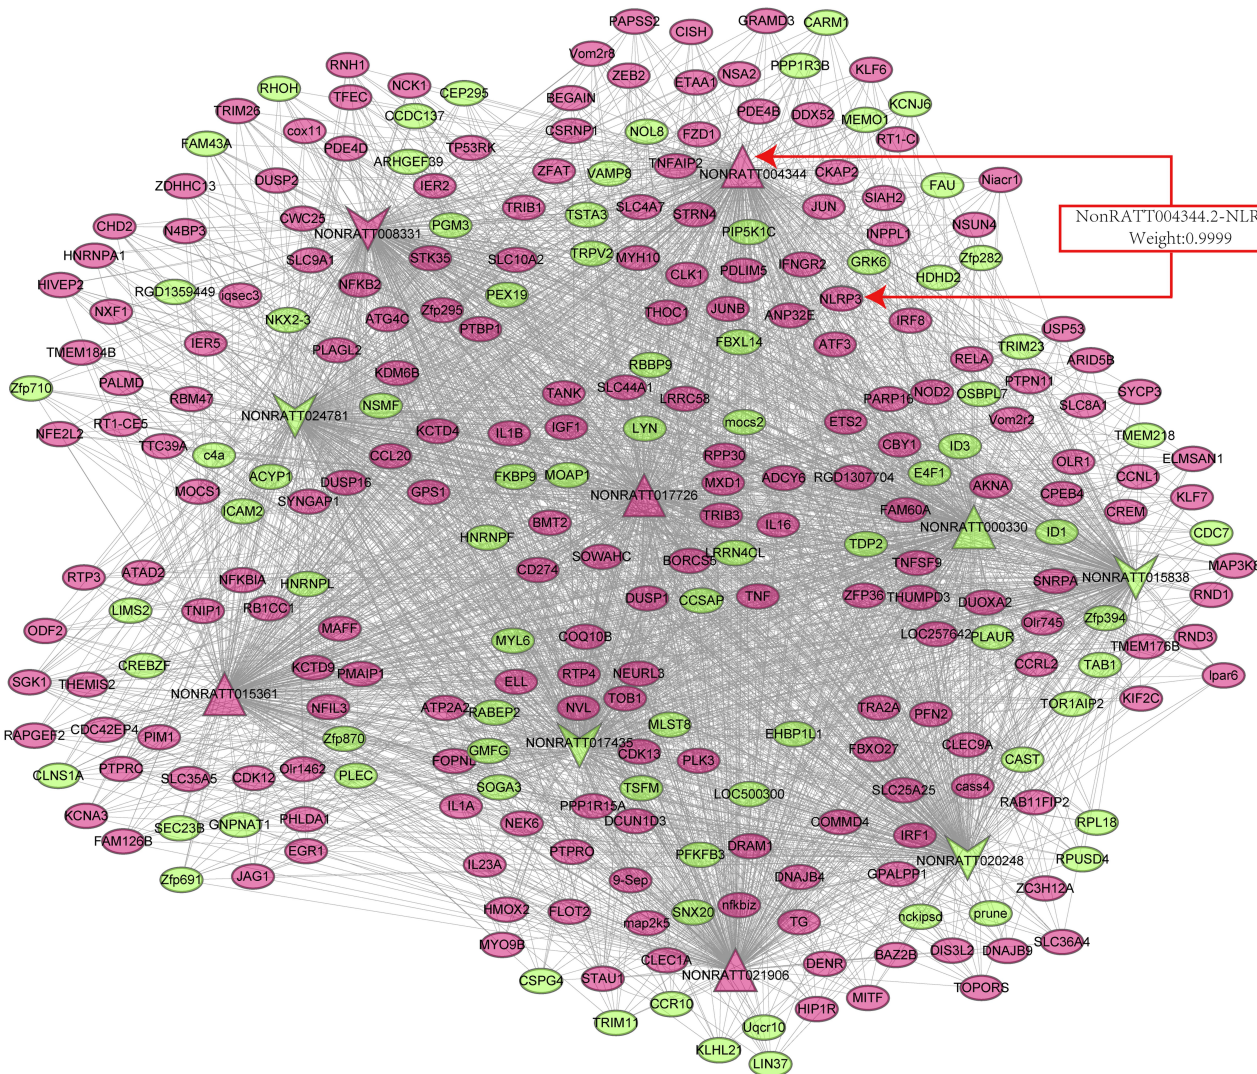 PAPSS2
GRAMD3
CARM1
CISH
Vom2r8
PPP1R3B
RNH1
ZEB2
ETAA1
NSA2
KLF6
RHOH
NCK1
CEP295
TFEC
BEGAIN
KCNJ6
TRIM26
CCDC137
PDE4B
DDX52
MEMO1
cox11
CSRNP1
NOL8
FZD1
RT1-CI
FAM43A
PDE4D
TP53RK
ARHGEF39
ZFAT
VAMP8
TNFAIP2
CKAP2
NONRATT004344
ZDHHC13
DUSP2
IER2
FAU
Niacr1
TRIB1
TSTA3
SLC4A7
STRN4
JUN
SIAH2
CHD2
N4BP3
CWC25
PGM3
NSUN4
NonRATT004344.2-NLR
Weight:0.9999
NONRATT008331
PIP5K1C
INPPL1
HNRNPA1
SLC9A1
STK35
SLC10A2
TRPV2
MYH10
CLK1
PDLIM5
IFNGR2
GRK6
Zfp282
HDHD2
HIVEP2
RGD1359449
iqsec3
NFKB2
PEX19
NLRP3
NXF1
NKX2-3
ATG4C
Zfp295
PTBP1
THOC1
JUNB
ANP32E
IRF8
USP53
TMEM184B
IER5
PLAGL2
FBXL14
ATF3
TRIM23
RELA
ARID5B
Zfp710
PALMD
RBM47
KDM6B
NSMF
RBBP9
TANK
SLC44A1
LRRC58
PARP16
NOD2
OSBPL7
PTPN11
SLC8A1
SYCP3
NFE2L2
RT1-CE5
NONRATT024781
KCTD4
IL1B
IGF1
LYN
mocs2
ETS2
Vom2r2
TMEM218
TTC39A
c4a
CCL20
RPP30
CBY1
ID3
ELMSAN1
ACYP1
FKBP9
MOAP1
E4F1
OLR1
CCNL1
MOCS1
DUSP16
SYNGAP1
GPS1
NONRATT017726
MXD1
ADCY6
RGD1307704
AKNA
CPEB4
KLF7
ICAM2
BMT2
TRIB3
IL16
FAM60A
NONRATT000330
CREM
HNRNPF
TDP2
ID1
CDC7
SOWAHC
LRRN4CL
BORCS5
CD274
TNFSF9
MAP3K8
RTP3
ATAD2
NFKBIA
HNRNPL
SNRPA
NONRATT015838
LIMS2
TNIP1
RB1CC1
DUSP1
CCSAP
TNF
ZFP36
THUMPD3
DUOXA2
RND1
ODF2
MAFF
MYL6
COQ10B
LOC257642
PLAUR
Olr745
Zfp394
RND3
CREBZF
KCTD9
PMAIP1
ELL
RTP4
NEURL3
CCRL2
TMEM176B
TAB1
SGK1
THEMIS2
NONRATT015361
Ipar6
NFIL3
ATP2A2
RABEP2
NVL
TOB1
TRA2A
PFN2
TOR1AIP2
KIF2C
RAPGEF2
CDC42EP4
PIM1
Zfp870
GMFG
NONRATT017435
MLST8
EHBP1L1
FBXO27
CLEC9A
CDK13
CLNS1A
PTPRC
SLC35A5
CDK12
Olr1462
PLEC
PLK3
CAST
SOGA3
TSFM
LOC500300
SLC25A25
cass4
KCNA3
SEC23B
GNPNAT1
PHLDA1
IL1A
PPP1R15A
RAB11FIP2
FAM126B
NEK6
DCUN1D3
COMMD4
IRF1
RPL18
EGR1
IL23A
PTPRO
PFKFB3
DRAM1
NONRATT020248
RPUSD4
Zfp691
JAG1
9-Sep
DNAJB4
GPALPP1
ZC3H12A
HMOX2
FLOT2
SNX20
nfkbiz
nckipsd
prune
map2k5
TG
MYO9B
SLC36A4
CLEC1A
DENR
BAZ2B
DIS3L2
DNAJB9
CSPG4
STAU1
NONRATT021906
TOPORS
CCR10
HIP1R
MITF
TRIM11
Uqcr10
KLHL21
LIN37